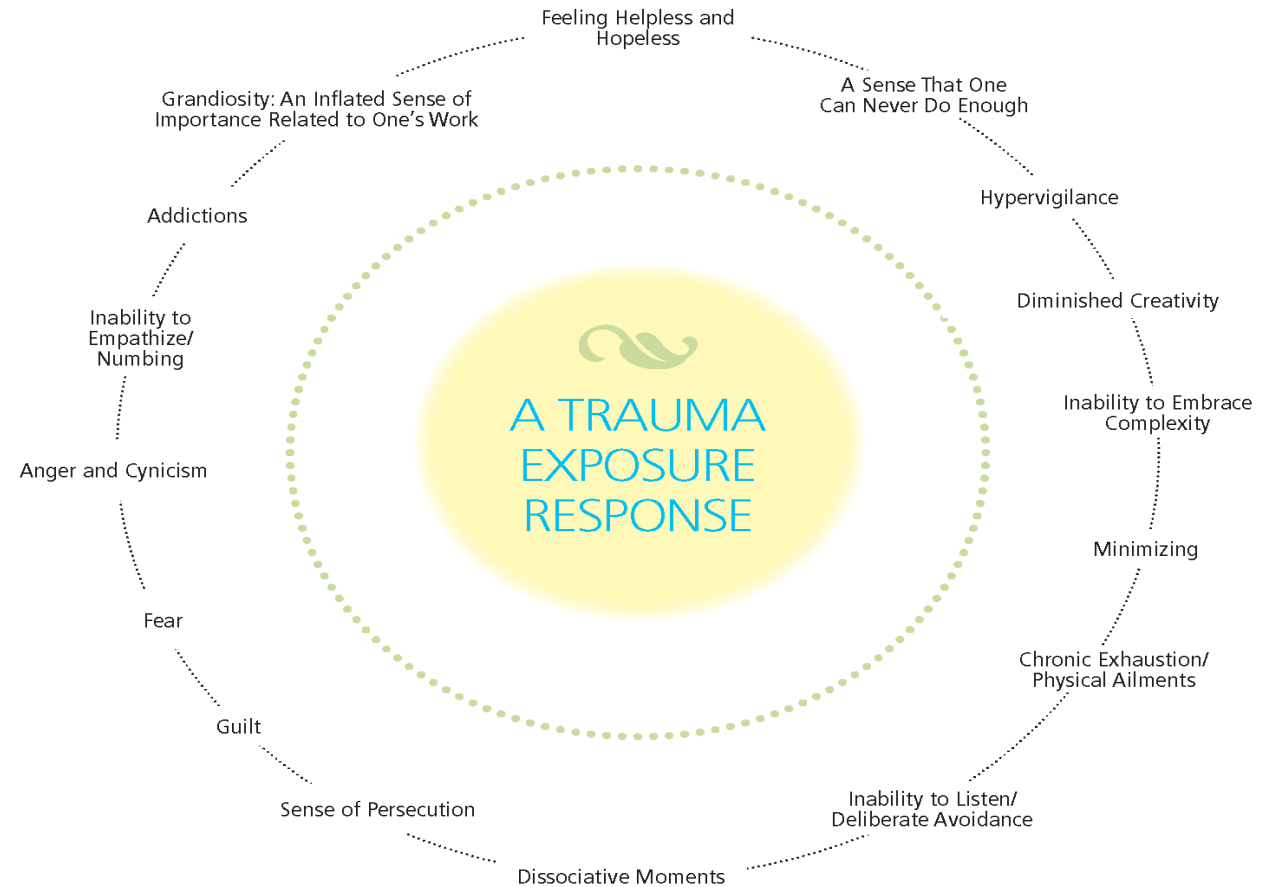 Feeling Helpless and
Hopeless
A Sense That One
Can Never Do Enough
Hypervigilance
Diminished Creativity
Inability to Embrace
Complexity
Minimizing
Chronic Exhaustion/
Physical Ailments
Inability to Listen/
Deliberate Avoidance
Dissociative Moments
Sense of Persecution
Guilt
Fear
Anger and Cynicism
Inability to
Empathize/
Numbing
Addictions
Grandiosity: An Inflated Sense of
Importance Related to One’s Work
A TRAUMA
EXPOSURE
RESPONSE